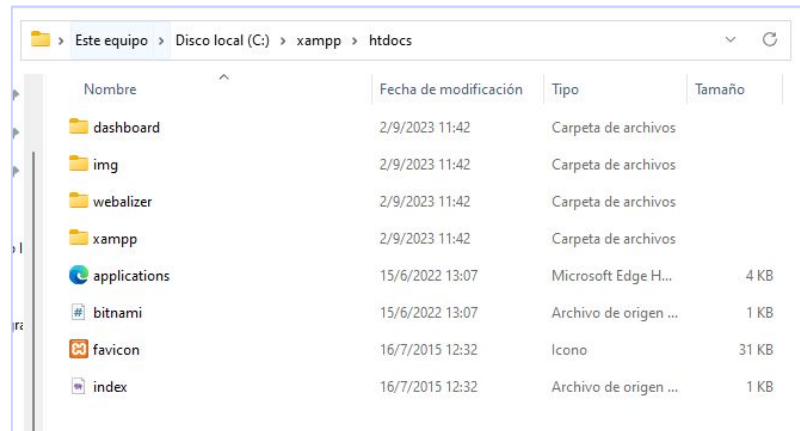 Este equipo > Disco local (C:) > xampp > htdocs
Nombre Fecha de modificación Tipo Tamaño
dashboard 2/9/2023 11:42 Carpeta de archivos
img 2/9/2023 11:42 Carpeta de archivos
webalizer 2/9/2023 11:42 Carpeta de archivos
xampp 2/9/2023 11:42 Carpeta de archivos
applications 15/6/2022 13:07 Microsoft Edge H... 4 KB
bitnami 15/6/2022 13:07 Archivo de origen ... 1 KB
favicon 16/7/2015 12:32 Icono 31 KB
index 16/7/2015 12:32 Archivo de origen ... 1 KB